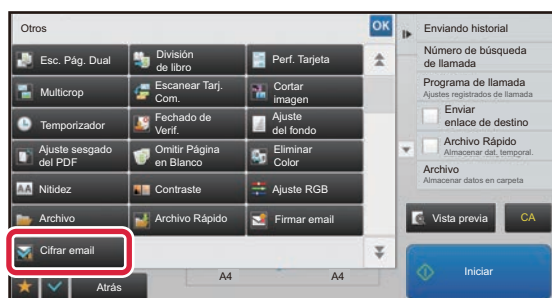 Otros
OK
Esc. Pág. Dual
División
de libro
Perf. Tarjeta
Multicrop
Escanear Tarj.
Com.
Cortar
imagen
Temporizador
Fechado de
Verif.
Ajuste
del fondo
Ajuste sesgado
del PDF
Omitir Página
en Blanco
Eliminar
Color
AA Nitidez
Contraste
Ajuste RGB
Archivo
Archivo Rápido
Firmar email
Cifrar email
A4
A4
Atrás
Enviando historial
Número de búsqueda
de llamada
Programa de llamada
Ajustes registrados de llamada
Enviar
enlace de destino
Archivo Rápido
Almacenar dat. temporal.
Archivo
Almacenar datos en carpeta
Vista previa
CA
Iniciar